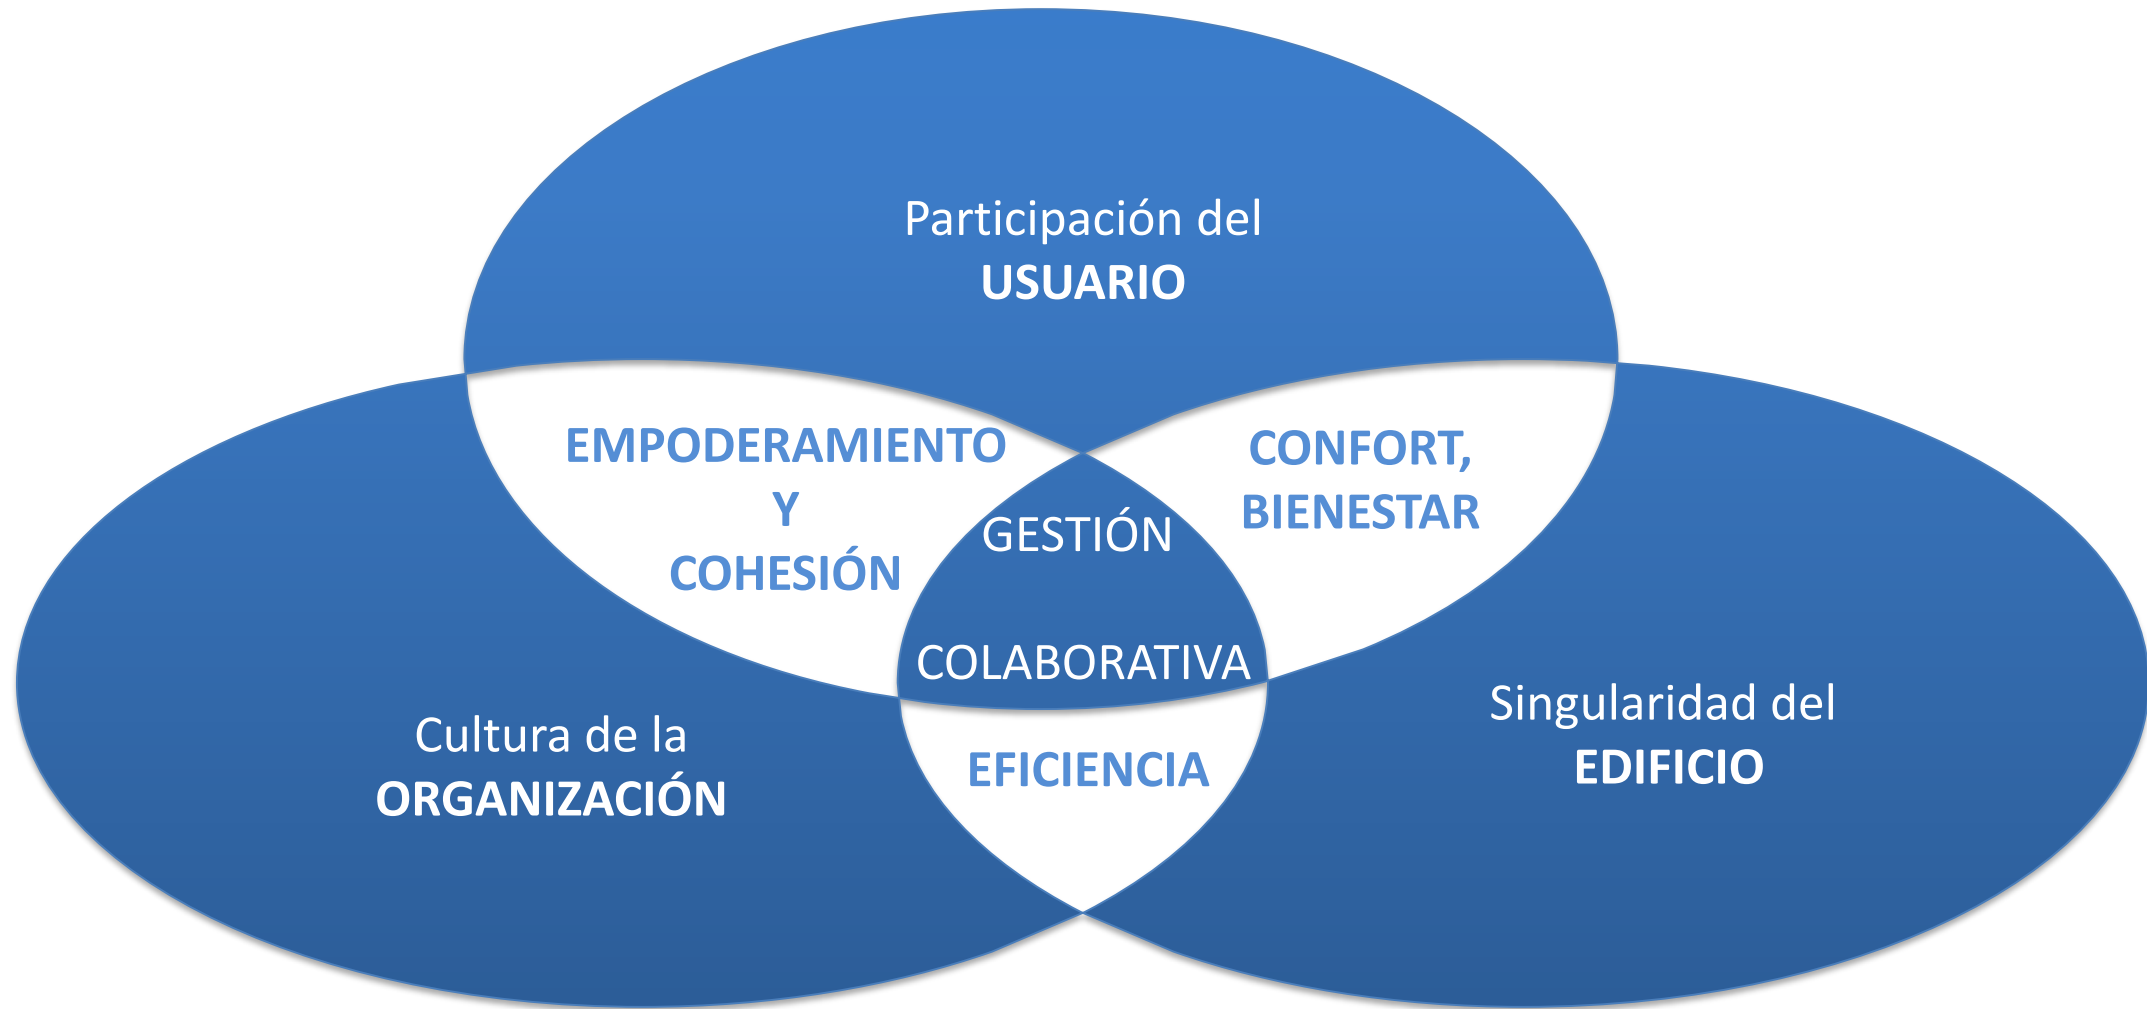 Participación del
USUARIO
EMPODERAMIENTO
Y
COHESIÓN
CONFORT,
BIENESTAR
GESTIÓN
COLABORATIVA
Cultura de la
ORGANIZACIÓN
EFICIENCIA
Singularidad del
EDIFICIO